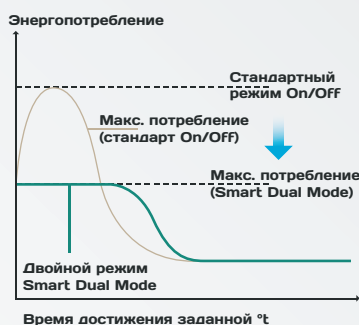 Энергопотребление
Стандартный
режим On/Off
Макс. потребление
(стандарт On/Off)
Макс. потребление
(Smart Dual Mode)
Двойной режим
Smart Dual Mode
Время достижения заданной °t